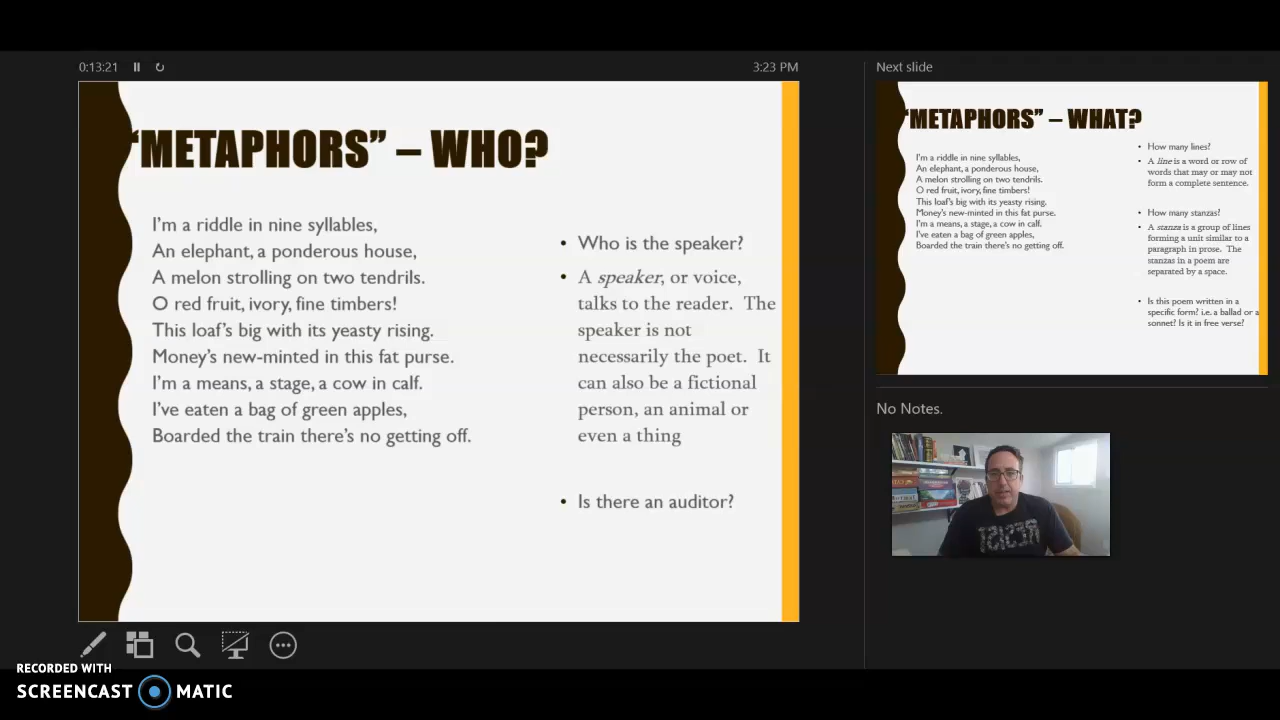 0:13:21
3:23 PM
"METAPHORS" – WHO?
I'm a riddle in nine syllables,
An elephant, a ponderous house,
A melon strolling on two tendrils.
O red fruit, ivory, fine timbers!
This loaf's big with its yeasty rising.
Money's new-minted in this fat purse.
I'm a means, a stage, a cow in calf.
I've eaten a bag of green apples,
Boarded the train there's no getting off.
• Who is the speaker?
• A speaker, or voice,
talks to the reader. The
speaker is not
necessarily the poet. It
can also be a fictional
person, an animal or
even a thing
• Is there an auditor?
Next slide
"METAPHORS" – WHAT?
I'm a riddle in nine syllables,
An elephant, a ponderous house,
A melon strolling on two tendrils.
O red fruit, ivory, fine timbers!
This loaf's big with its yeasty rising.
Money's new-minted in this fat purse.
I'm a means, a stage, a cow in calf.
I've eaten a bag of green apples,
Boarded the train there's no getting off.
• How many lines?
• A line is a word or row of
words that may or may not
form a complete sentence.
• How many stanzas?
• A stanza is a group of lines
forming a unit similar to a
paragraph in prose. The
stanzas in a poem are
separated by a space.
• Is this poem written in a
specific form? i.e. a ballad or a
sonnet? Is it in free verse?
No Notes.
RESIST
RECORDED WITH
SCREENCAST MATIC